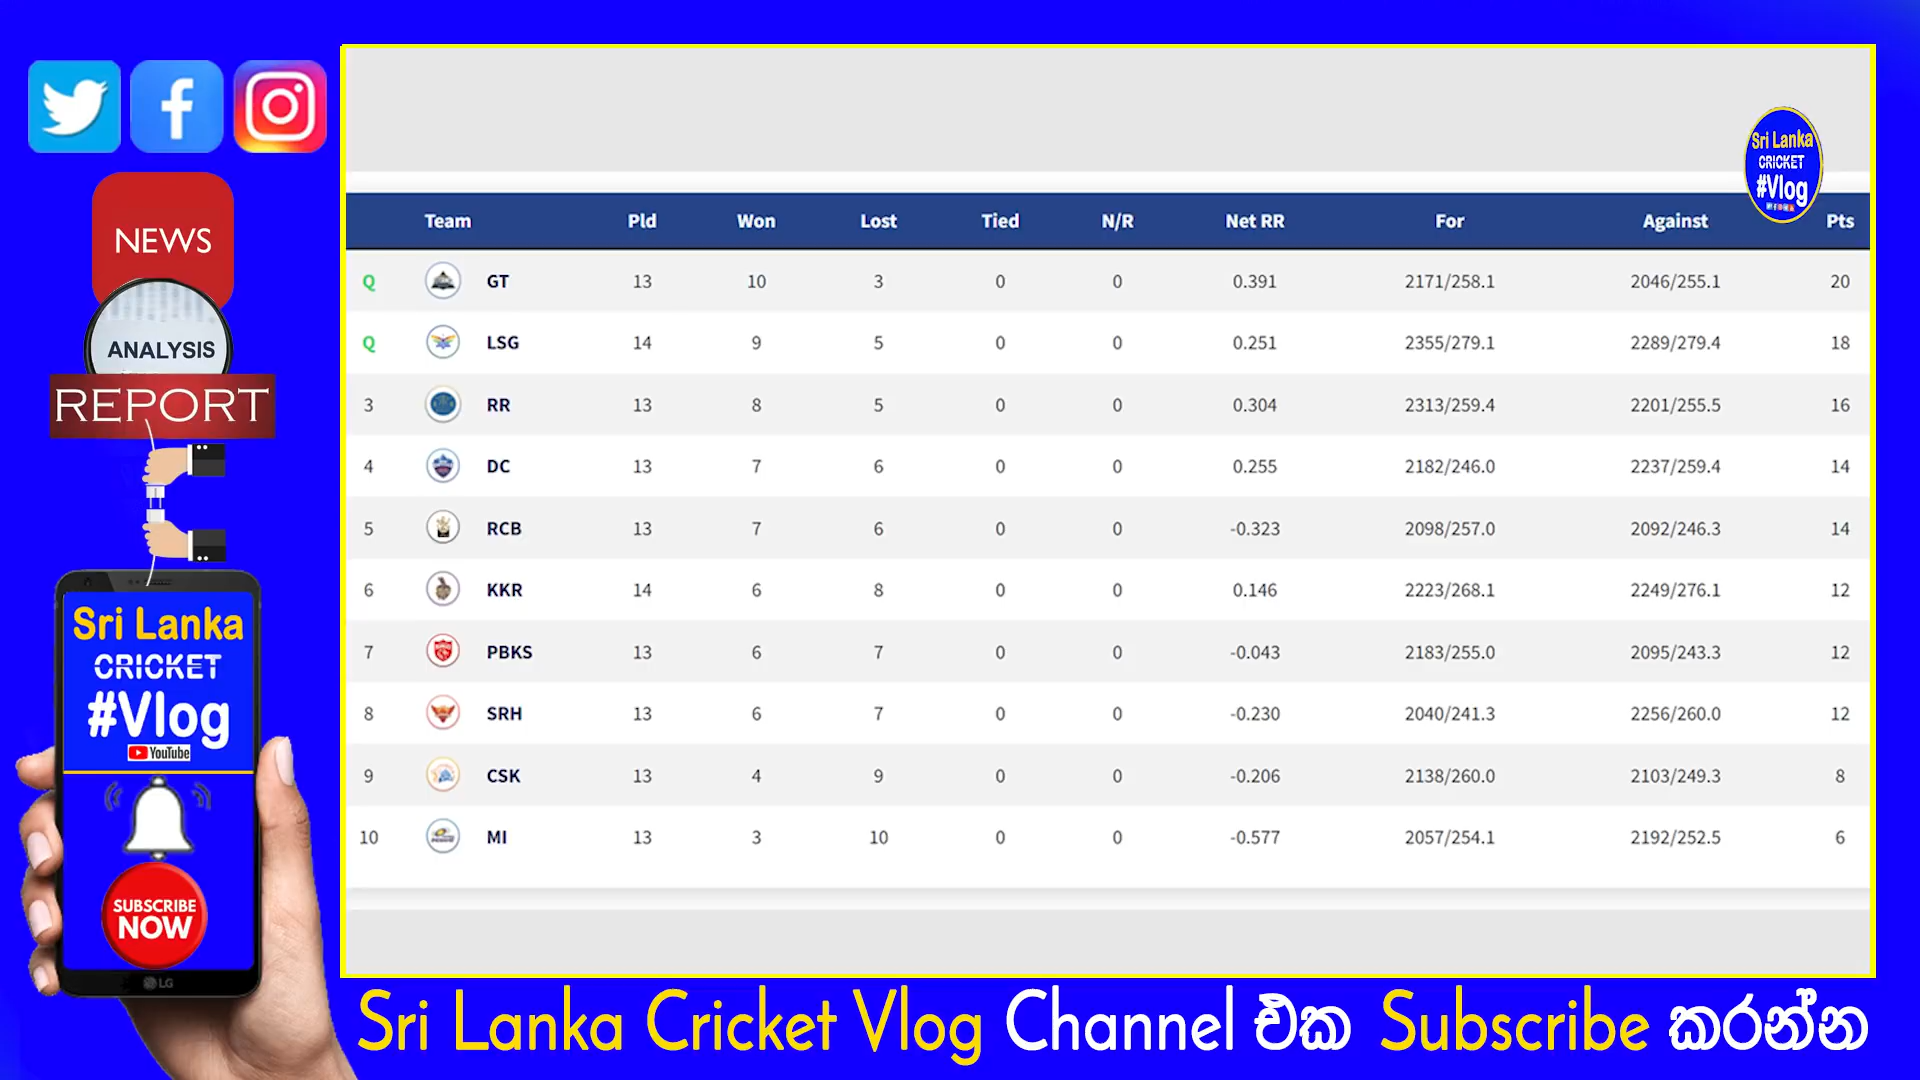 NEWS
ANALYSIS
REPORT
Sri Lanka
CRICKET
#Vlog
YouTube
SUBSCRIBE
NOW
LG
Sri Lanka
CRICKET
#Vlog
Team Pld Won Lost Tied N/R Net RR For Against Pts
Q GT 13 10 3 0 0 0.391 2171/258.1 2046/255.1 20
Q LSG 14 9 5 0 0 0.251 2355/279.1 2289/279.4 18
3 RR 13 8 5 0 0 0.304 2313/259.4 2201/255.5 16
4 DC 13 7 6 0 0 0.255 2182/246.0 2237/259.4 14
5 RCB 13 7 6 0 0 -0.323 2098/257.0 2092/246.3 14
6 KKR 14 6 8 0 0 0.146 2223/268.1 2249/276.1 12
7 PBKS 13 6 7 0 0 -0.043 2183/255.0 2095/243.3 12
8 SRH 13 6 7 0 0 -0.230 2040/241.3 2256/260.0 12
9 CSK 13 4 9 0 0 -0.206 2138/260.0 2103/249.3 8
10 MI 13 3 10 0 0 -0.577 2057/254.1 2192/252.5 6
Sri Lanka Cricket Vlog Channel එක Subscribe කරන්න